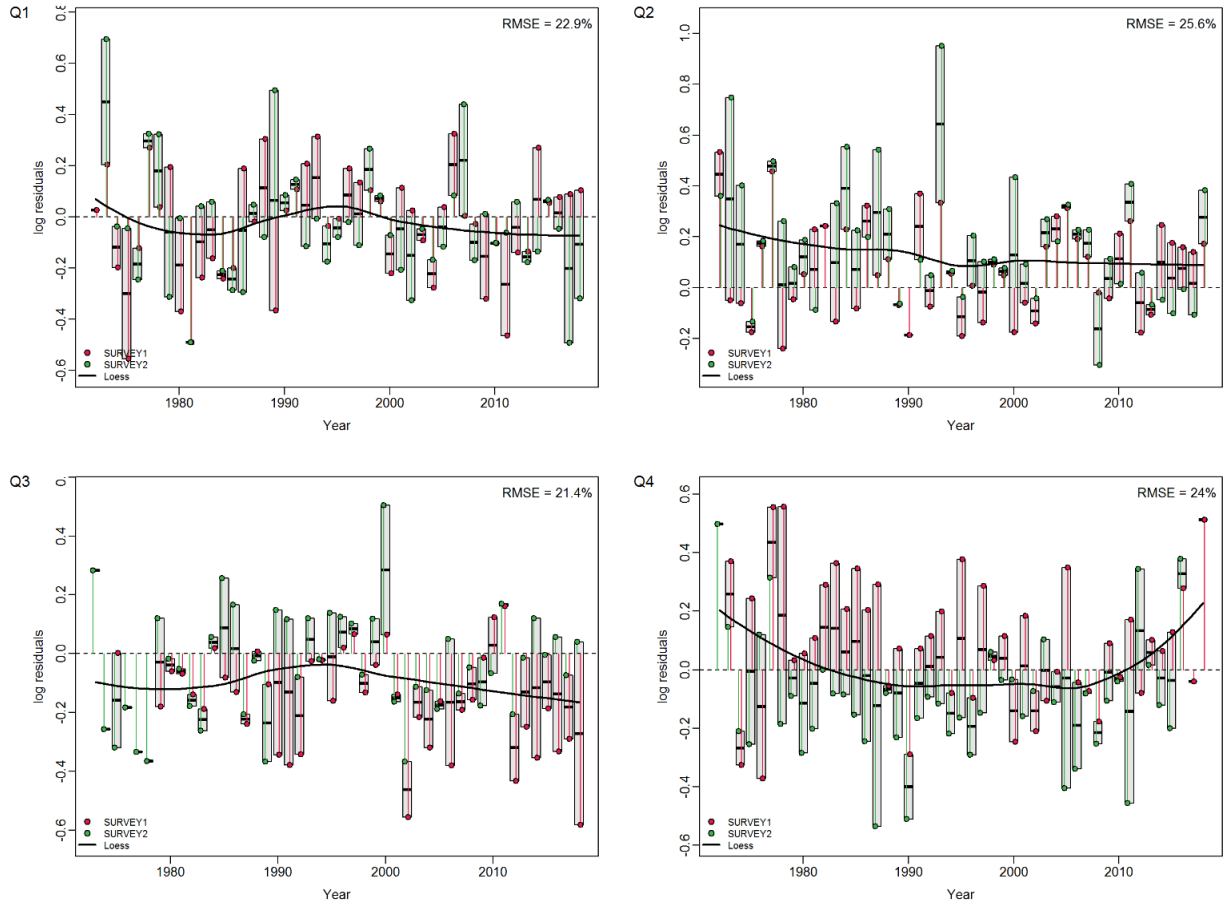 Q1
RMSE = 22.9%
0.8
0.6
0.4
0.2
0.0
-0.2
-0.4
-0.6
log residuals
SURVEY1
SURVEY2
Loess
1980 1990 2000 2010
Year
Q2
RMSE = 25.6%
1.0
0.8
0.6
0.4
0.2
0.0
-0.2
log residuals
SURVEY1
SURVEY2
Loess
1980 1990 2000 2010
Year
Q3
RMSE = 21.4%
0.4
0.2
0.0
-0.2
-0.4
-0.6
log residuals
SURVEY1
SURVEY2
Loess
1980 1990 2000 2010
Year
Q4
RMSE = 24%
0.6
0.4
0.2
0.0
-0.2
-0.4
-0.6
log residuals
SURVEY1
SURVEY2
Loess
1980 1990 2000 2010
Year